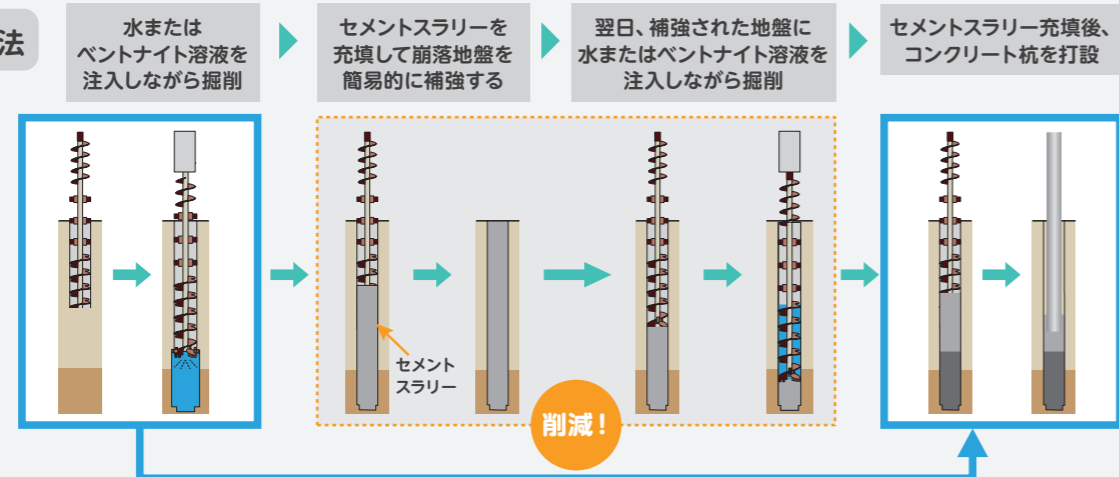 法
水または
ベントナイト溶液を
注入しながら掘削
セメントスラリーを
充填して崩落地盤を
簡易的に補強する
翌日、補強された地盤に
水またはベントナイト溶液を
注入しながら掘削
セメントスラリー充填後、
コンクリート杭を打設
セメント
スラリー
削減！